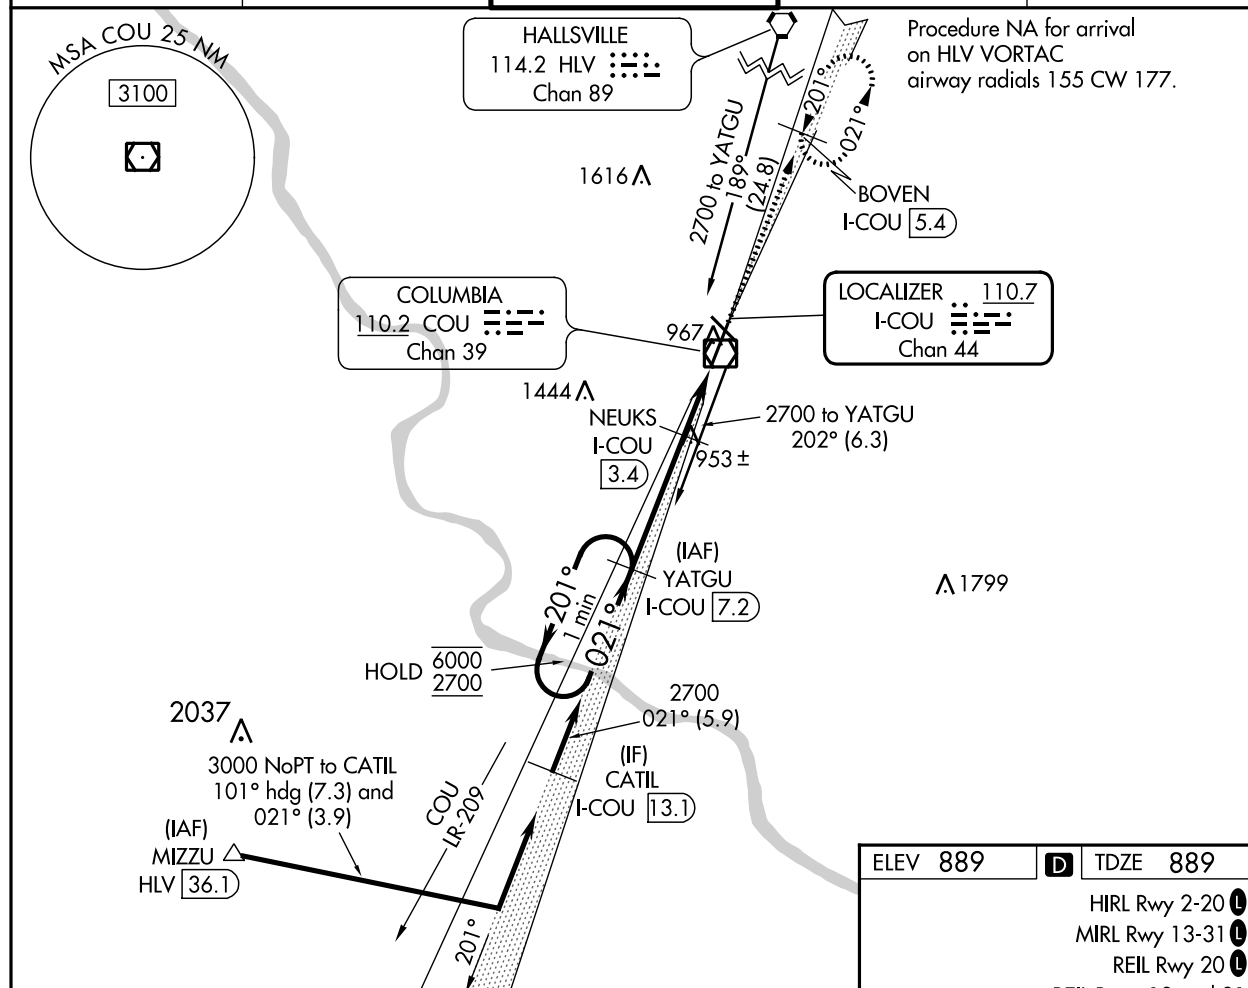 MSA COU 25 NM
3100
HALLSVILLE
114.2 HLV
Chan 89
Procedure NA for arrival
on HLV VORTAC
airway radials 155 CW 177.
201°
021°
2700 to YATGU
189°
(24.8)
1616
BOVEN
I-COU 5.4
COLUMBIA
110.2 COU
Chan 39
967
LOCALIZER 110.7
I-COU
Chan 44
1444
NEUKS
I-COU
3.4
2700 to YATGU
202° (6.3)
953 ±
(IAF)
YATGU
I-COU 7.2
1799
201°
1 min
021°
HOLD 6000
2700
2700
021° (5.9)
2037
3000 NoPT to CATIL
101° hdg (7.3) and
021° (3.9)
(IF)
CATIL
I-COU 13.1
COU
LR-209
(IAF)
MIZZU
HLV 36.1
201°
ELEV 889 D TDZE 889
HIRL Rwy 2-20 L
MIRL Rwy 13-31 L
REIL Rwy 20 L